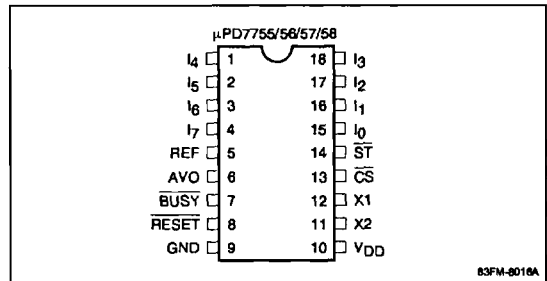 μPD7755/56/57/58
I4 1 18 I3
I5 2 17 I2
I6 3 16 I1
I7 4 15 I0
REF 5 14 ST
AVO 6 13 CS
BUSY 7 12 X1
RESET 8 11 X2
GND 9 10 VDD
83FM-8016A